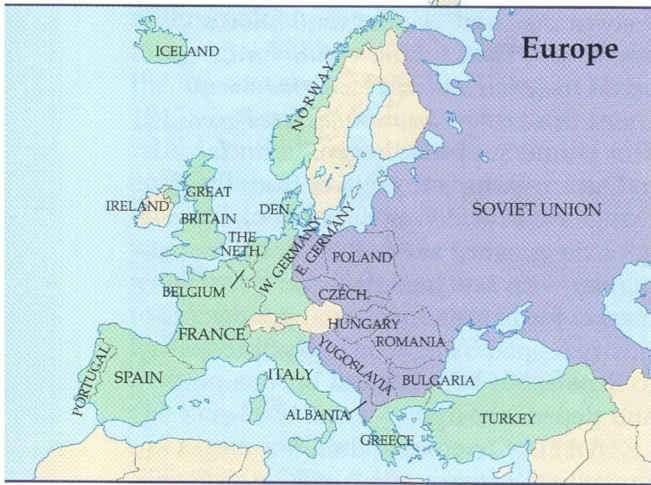 Europe
ICELAND
NORWAY
IRELAND
GREAT
BRITAIN
DEN.
THE
NETH.
W. GERMANY
E. GERMANY
SOVIET UNION
POLAND
BELGIUM
CZECH.
HUNGARY
FRANCE
ROMANIA
YUGOSLAVIA
PORTUGAL
SPAIN
ITALY
BULGARIA
ALBANIA
TURKEY
GREECE